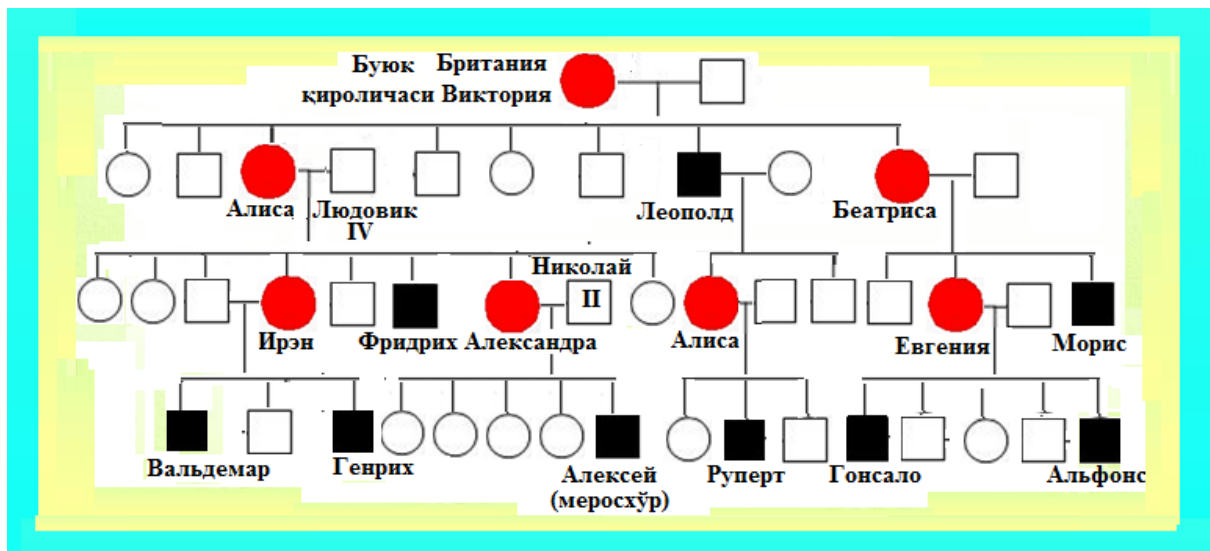 Буюк Британия
қироличаси Виктория
Алиса Людовик
IV
Леополд
Беатриса
Николай
II
Ирэн
Фридрих
Александра
Алиса
Евгения
Морис
Вальдемар
Генрих
Алексей
(меросхўр)
Руперт
Гонсало
Альфонс